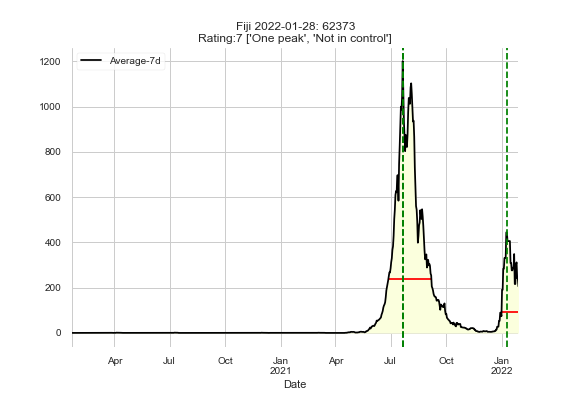 Fiji 2022-01-28: 62373
Rating:7 ['One peak', 'Not in control']
Average-7d
1200
1000
800
600
400
200
0
Apr Jul Oct Jan Apr Jul Oct Jan
2021 2022
Date